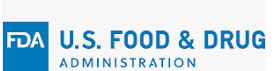 FDA U.S. FOOD & DRUG
ADMINISTRATION